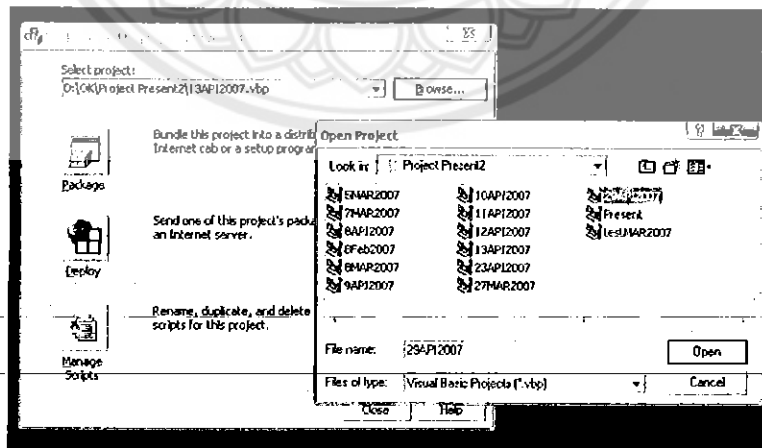 Select project:
D:\OK\Project Present2\13API2007.vbp
Browse...
Bundle this project into a distrib
Internet cab or a setup program
Package
Send one of this project's packa
an Internet server.
Deploy
Rename, duplicate, and delete
scripts for this project.
Manage
Scripts
Close
Help
Open Project
Look in:
Project Present2
5MAR2007
7MAR2007
8API2007
8Feb2007
8MAR2007
9API2007
10API2007
11API2007
12API2007
13API2007
23API2007
27MAR2007
Present
testMAR2007
File name:
29API2007
Open
Files of type:
Visual Basic Projects (*.vbp)
Cancel